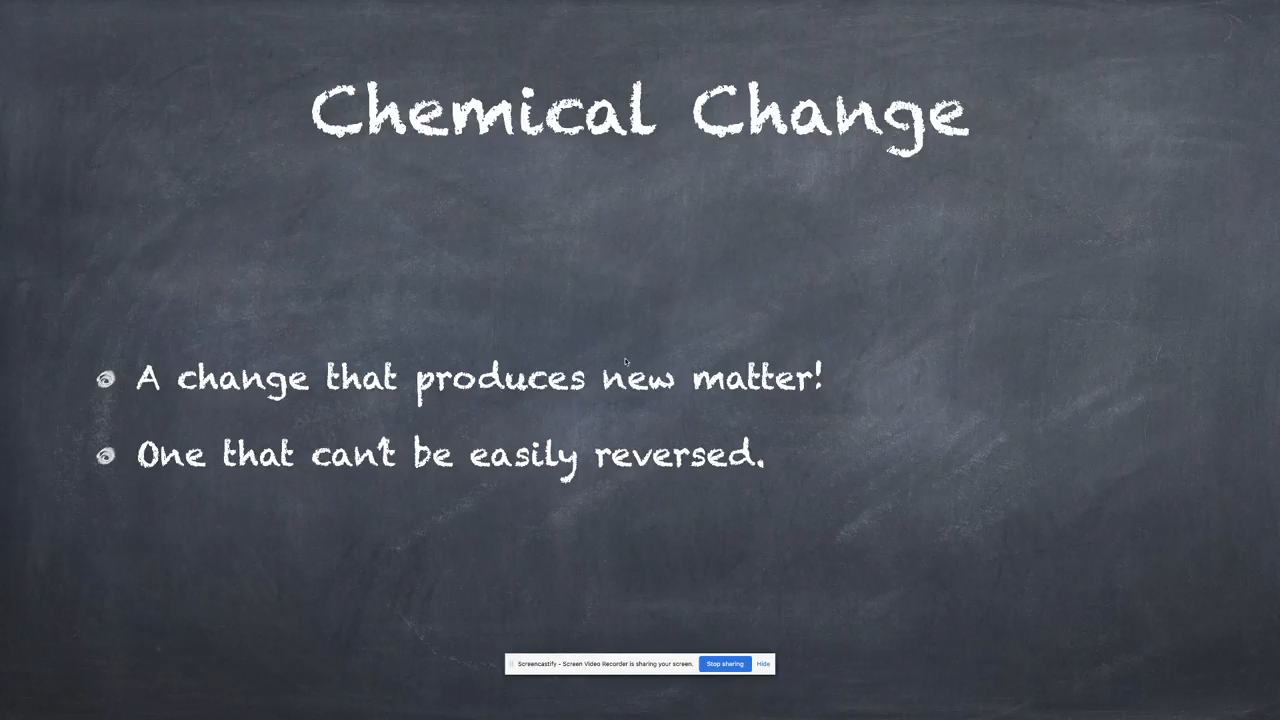 Chemical Change
A change that produces new matter!
One that can't be easily reversed.
Screencastify - Screen Video Recorder is sharing your screen. Stop sharing Hide